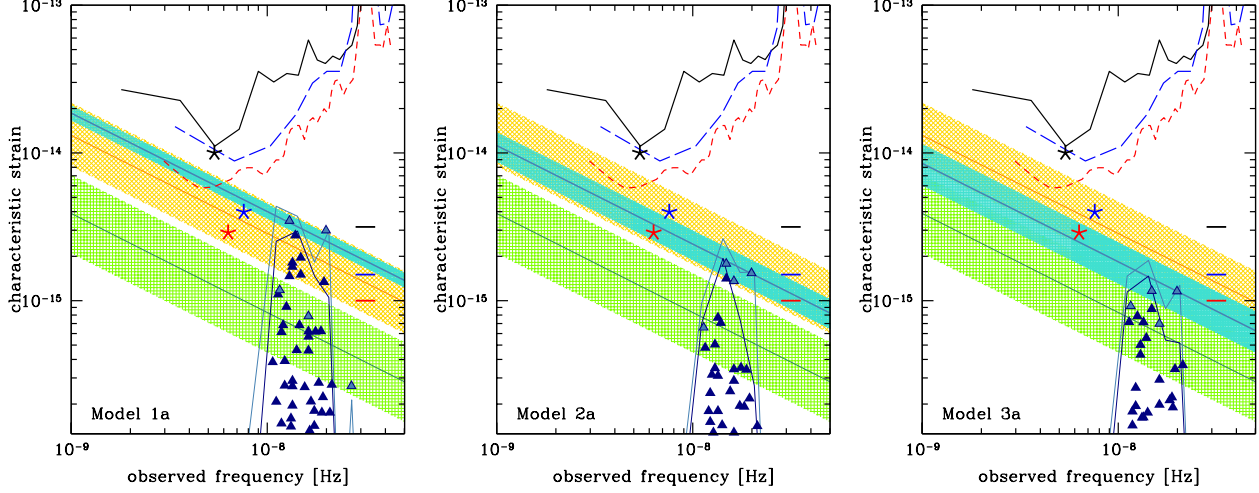 10⁻¹³ 10⁻¹³ 10⁻¹³
10⁻¹⁴ 10⁻¹⁴ 10⁻¹⁴
10⁻¹⁵ 10⁻¹⁵ 10⁻¹⁵
characteristic strain characteristic strain characteristic strain
Model 1a Model 2a Model 3a
10⁻⁹ 10⁻⁸ 10⁻⁹ 10⁻⁸ 10⁻⁹ 10⁻⁸
observed frequency [Hz] observed frequency [Hz] observed frequency [Hz]